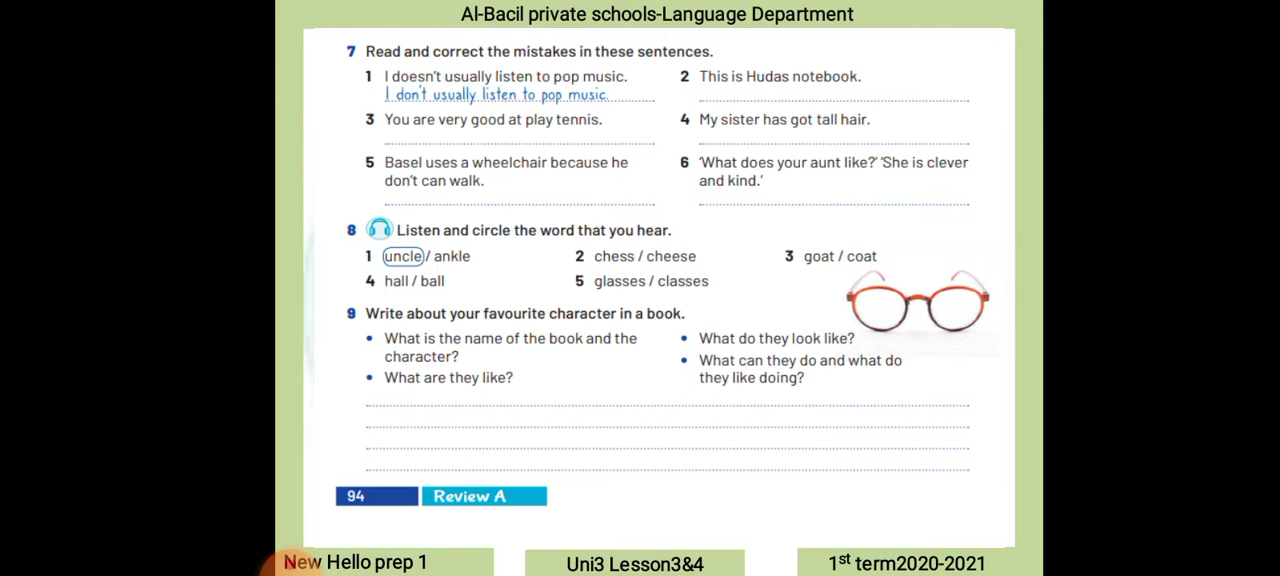 Al-Bacil private schools-Language Department
7 Read and correct the mistakes in these sentences.
1 I doesn't usually listen to pop music.
I don't usually listen to pop music.
2 This is Hudas notebook.
3 You are very good at play tennis.
4 My sister has got tall hair.
5 Basel uses a wheelchair because he
don't can walk.
6 'What does your aunt like?' 'She is clever
and kind.'
8 Listen and circle the word that you hear.
1 uncle / ankle
2 chess / cheese
3 goat / coat
4 hall / ball
5 glasses / classes
9 Write about your favourite character in a book.
• What is the name of the book and the
character?
• What are they like?
• What do they look like?
• What can they do and what do
they like doing?
94 Review A
New Hello prep 1
Uni3 Lesson3&4
1st term2020-2021